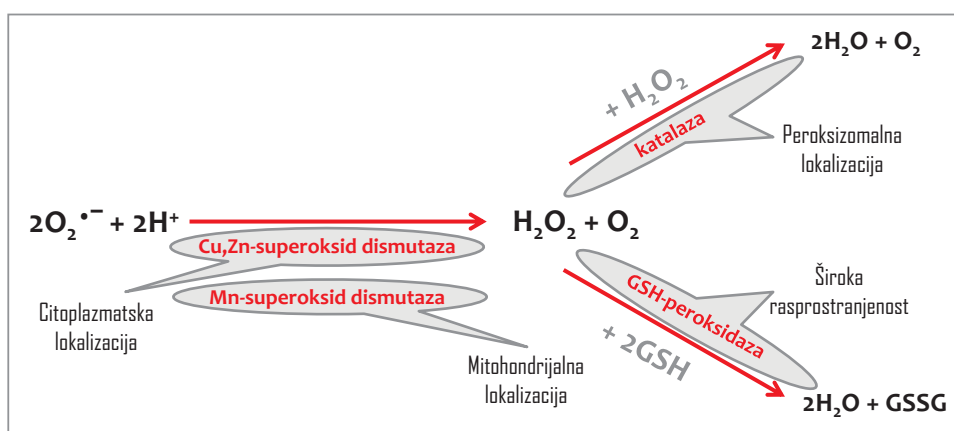 2H₂O + O₂
+ H₂O₂
katalaza
Peroksizomalna
lokalizacija
2O₂•− + 2H⁺
H₂O₂ + O₂
Cu,Zn-superoksid dismutaza
Mn-superoksid dismutaza
Citoplazmatska
lokalizacija
Mitohondrijalna
lokalizacija
GSH-peroksidaza
+ 2GSH
Široka
rasprostranjenost
2H₂O + GSSG